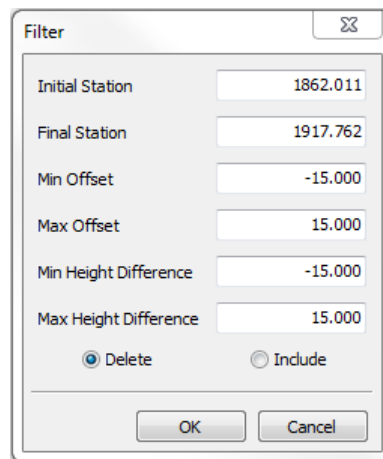 Filter
Initial Station 1862.011
Final Station 1917.762
Min Offset -15.000
Max Offset 15.000
Min Height Difference -15.000
Max Height Difference 15.000
Delete Include
OK Cancel